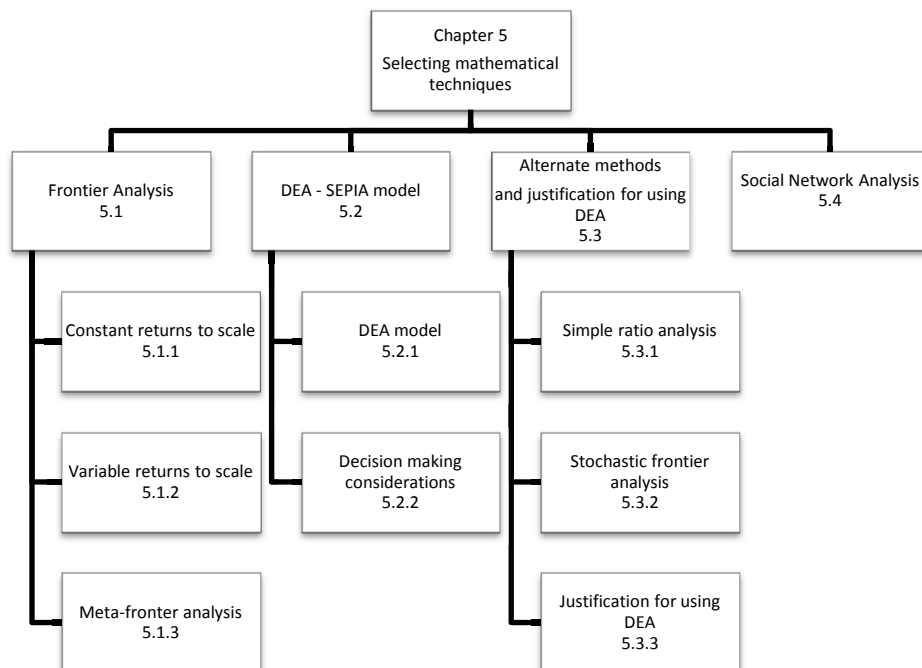 Chapter 5
Selecting mathematical
techniques
Frontier Analysis
5.1
DEA - SEPIA model
5.2
Alternate methods
and justification for using
DEA
5.3
Social Network Analysis
5.4
Constant returns to scale
5.1.1
DEA model
5.2.1
Simple ratio analysis
5.3.1
Variable returns to scale
5.1.2
Decision making
considerations
5.2.2
Stochastic frontier
analysis
5.3.2
Meta-fronter analysis
5.1.3
Justification for using
DEA
5.3.3